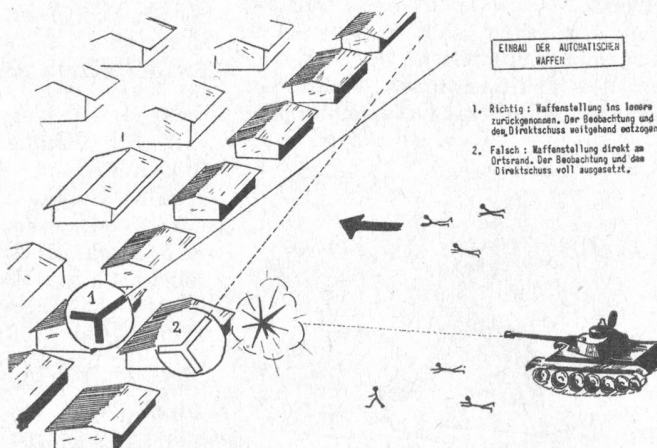 EINBAU DER AUTOMATISCHEN
WAFFEN
1. Richtig : Waffenstellung ins Innere
zurückgenommen. Der Beobachtung und
dem Direktschuss weitgehend entzogen
2. Falsch : Waffenstellung direkt am
Ortsrand. Der Beobachtung und dem
Direktschuss voll ausgesetzt.
1
2